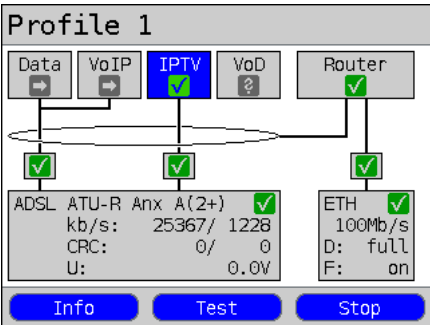 Profile 1
Data VoIP IPTV VoD Router
ADSL ATU-R Anx A(2+) ETH
kb/s: 25367/ 1228 100Mb/s
CRC: 0/ 0 D: full
U: 0.0V F: on
Info Test Stop